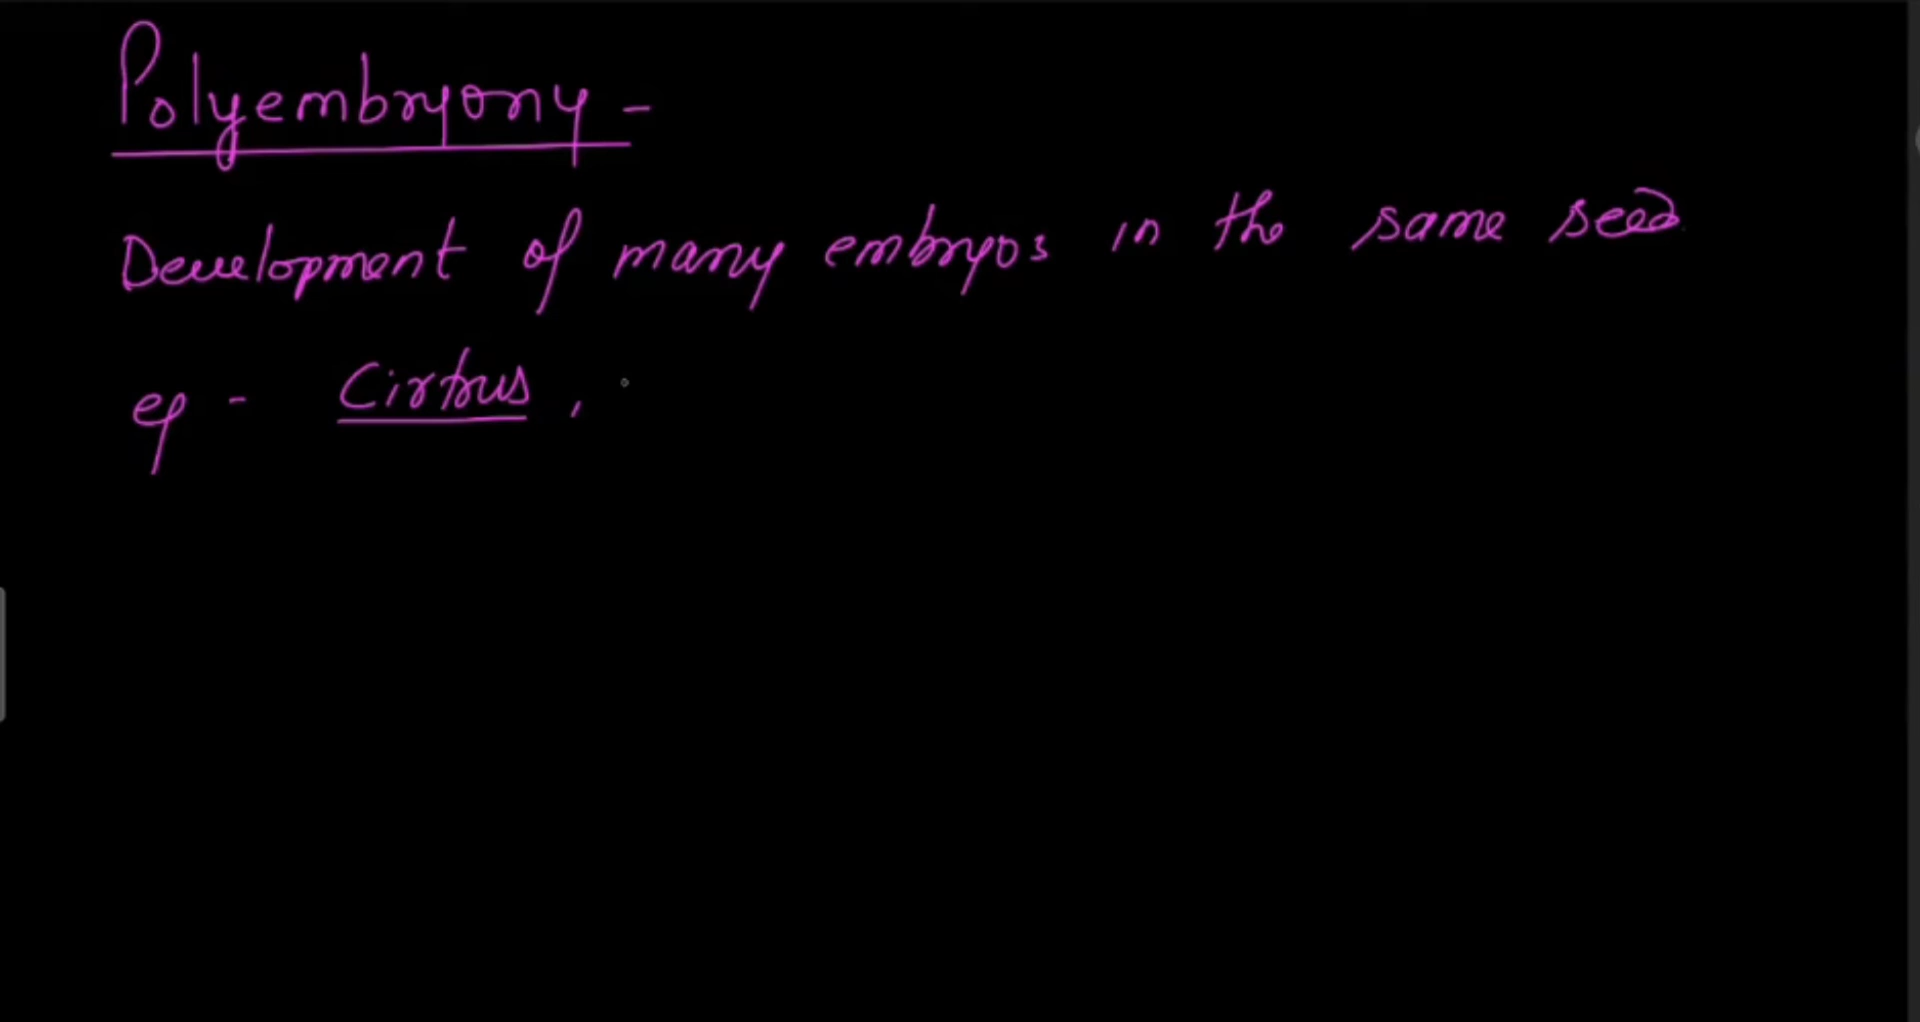 Polyembryony -
Development of many embryos in the same seed
eg - Cirtrus,